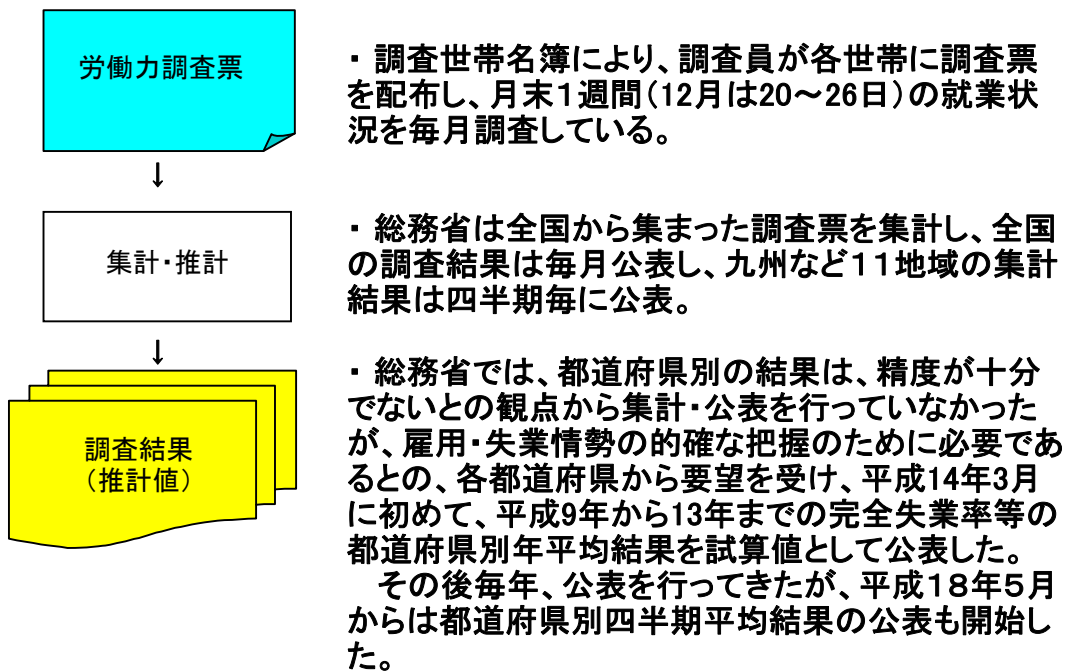 労働力調査票
・ 調査世帯名簿により、調査員が各世帯に調査票
を配布し、月末１週間（12月は20～26日）の就業状
況を毎月調査している。
↓
集計・推計
・ 総務省は全国から集まった調査票を集計し、全国
の調査結果は毎月公表し、九州など１１地域の集計
結果は四半期毎に公表。
↓
調査結果
（推計値）
・ 総務省では、都道府県別の結果は、精度が十分
でないとの観点から集計・公表を行っていなかった
が、雇用・失業情勢の的確な把握のために必要であ
るとの、各都道府県から要望を受け、平成14年3月
に初めて、平成9年から13年までの完全失業率等の
都道府県別年平均結果を試算値として公表した。
　その後毎年、公表を行ってきたが、平成１８年５月
からは都道府県別四半期平均結果の公表も開始し
た。